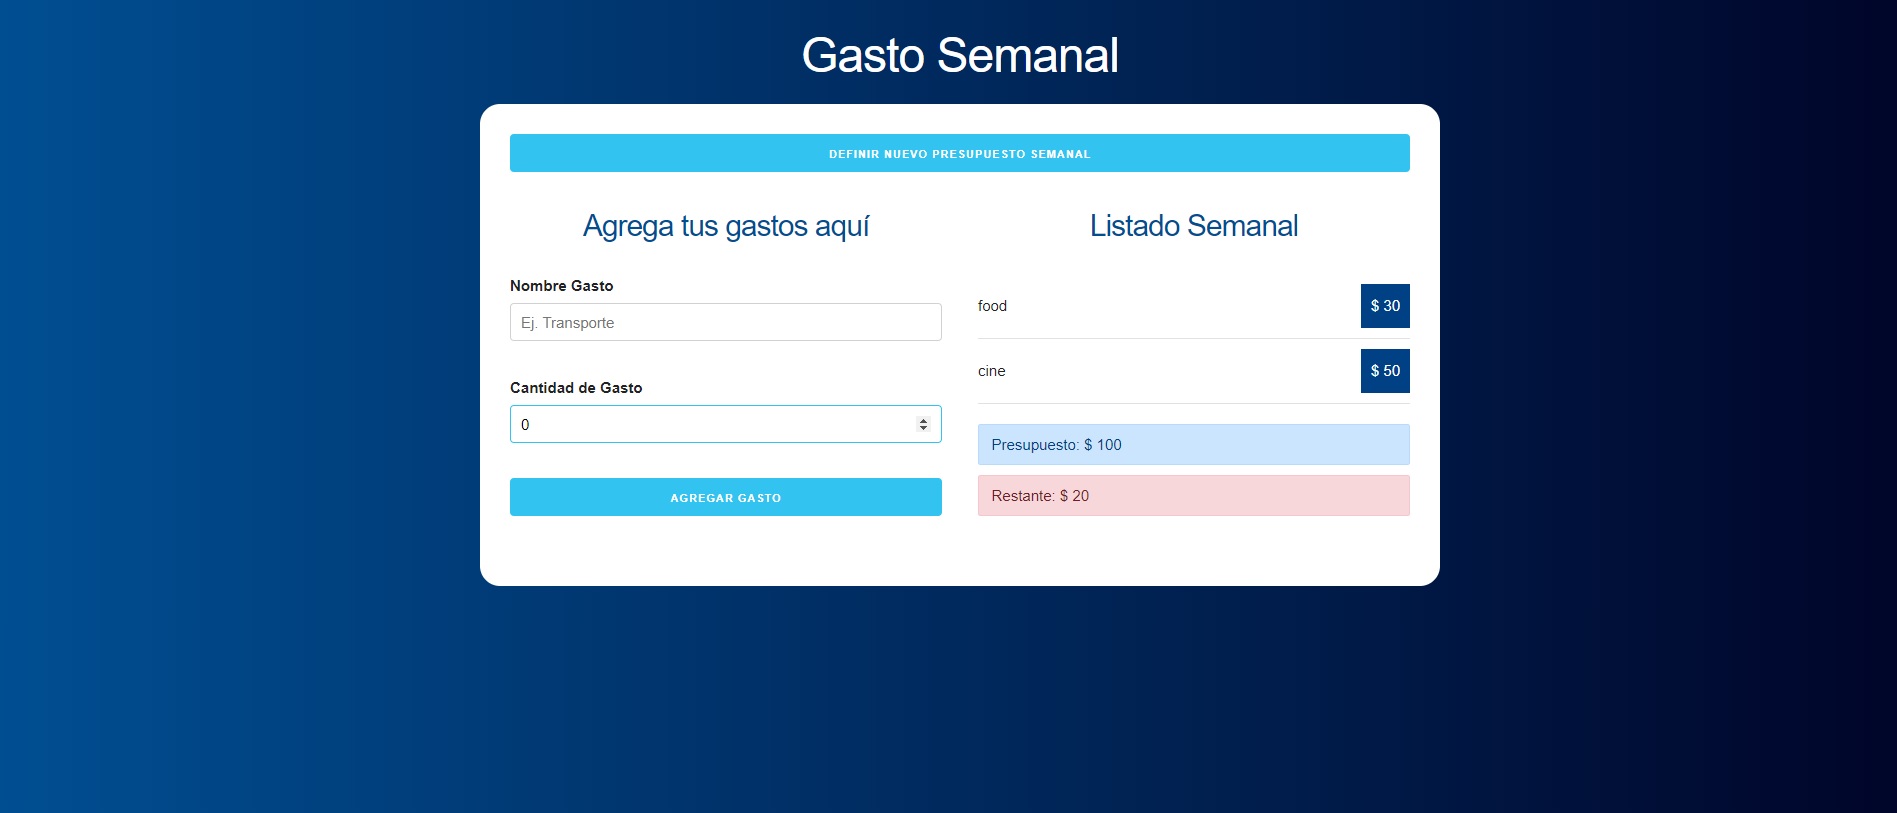 Gasto Semanal
DEFINIR NUEVO PRESUPUESTO SEMANAL
Agrega tus gastos aquí
Nombre Gasto
Ej. Transporte
Cantidad de Gasto
0
AGREGAR GASTO
Listado Semanal
food $ 30
cine $ 50
Presupuesto: $ 100
Restante: $ 20